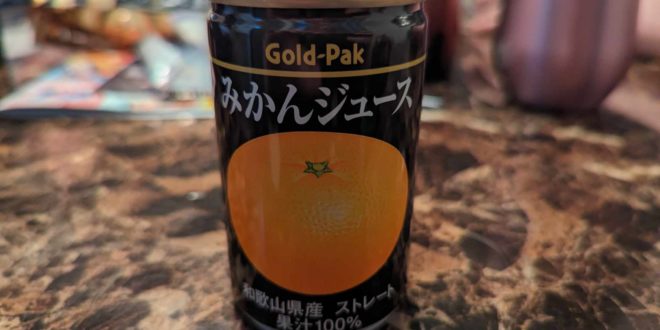 Gold-Pak
みかんジュース
和歌山県産 ストレート
果汁100%